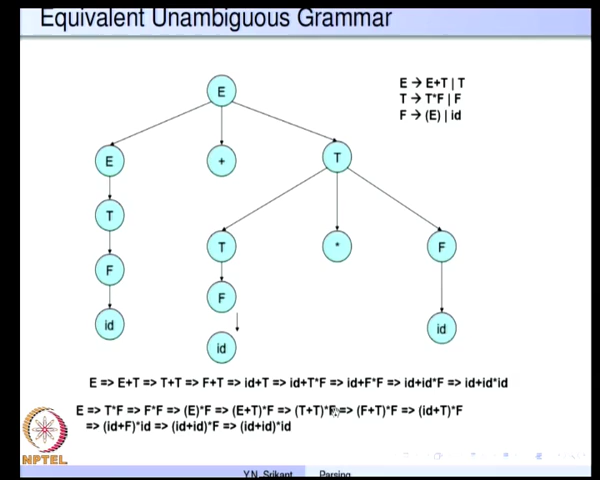 Equivalent Unambiguous Grammar
E → E+T | T
T → T*F | F
F → (E) | id
E
E + T
T T * F
F F
id id id
E => E+T => T+T => F+T => id+T => id+T*F => id+F*F => id+id*F => id+id*id
E => T*F => F*F => (E)*F => (E+T)*F => (T+T)*F => (F+T)*F => (id+T)*F
=> (id+F)*id => (id+id)*F => (id+id)*id
NPTEL
Y.N. Srikant Parsing